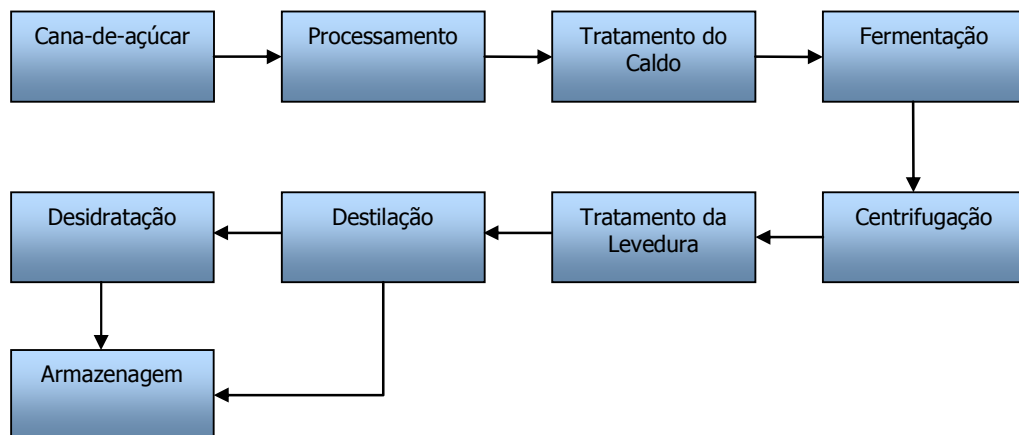 Cana-de-açúcar
Processamento
Tratamento do
Caldo
Fermentação
Desidratação
Destilação
Tratamento da
Levedura
Centrifugação
Armazenagem